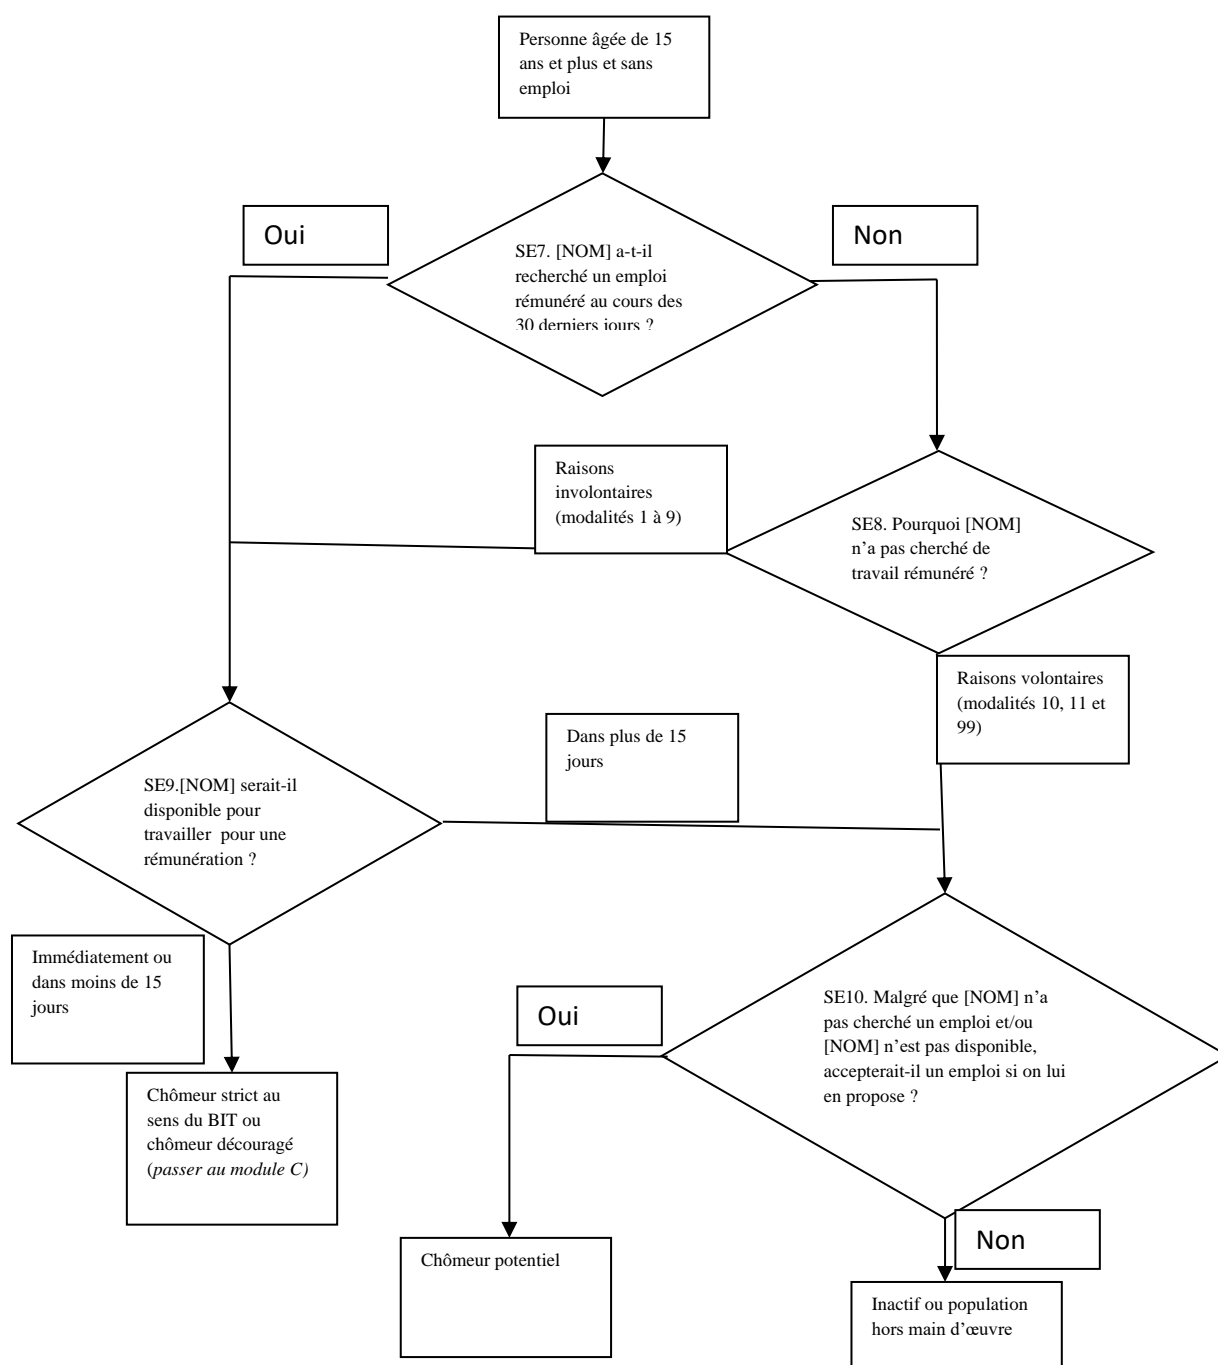 Personne âgée de 15
ans et plus et sans
emploi
Oui
Non
SE7. [NOM] a-t-il
recherché un emploi
rémunéré au cours des
30 derniers jours ?
Raisons
involontaires
(modalités 1 à 9)
SE8. Pourquoi [NOM]
n’a pas cherché de
travail rémunéré ?
Raisons volontaires
(modalités 10, 11 et
99)
Dans plus de 15
jours
SE9.[NOM] serait-il
disponible pour
travailler pour une
rémunération ?
Immédiatement ou
dans moins de 15
jours
Oui
SE10. Malgré que [NOM] n’a
pas cherché un emploi et/ou
[NOM] n’est pas disponible,
accepterait-il un emploi si on lui
en propose ?
Chômeur strict au
sens du BIT ou
chômeur découragé
(passer au module C)
Non
Chômeur potentiel
Inactif ou population
hors main d’œuvre